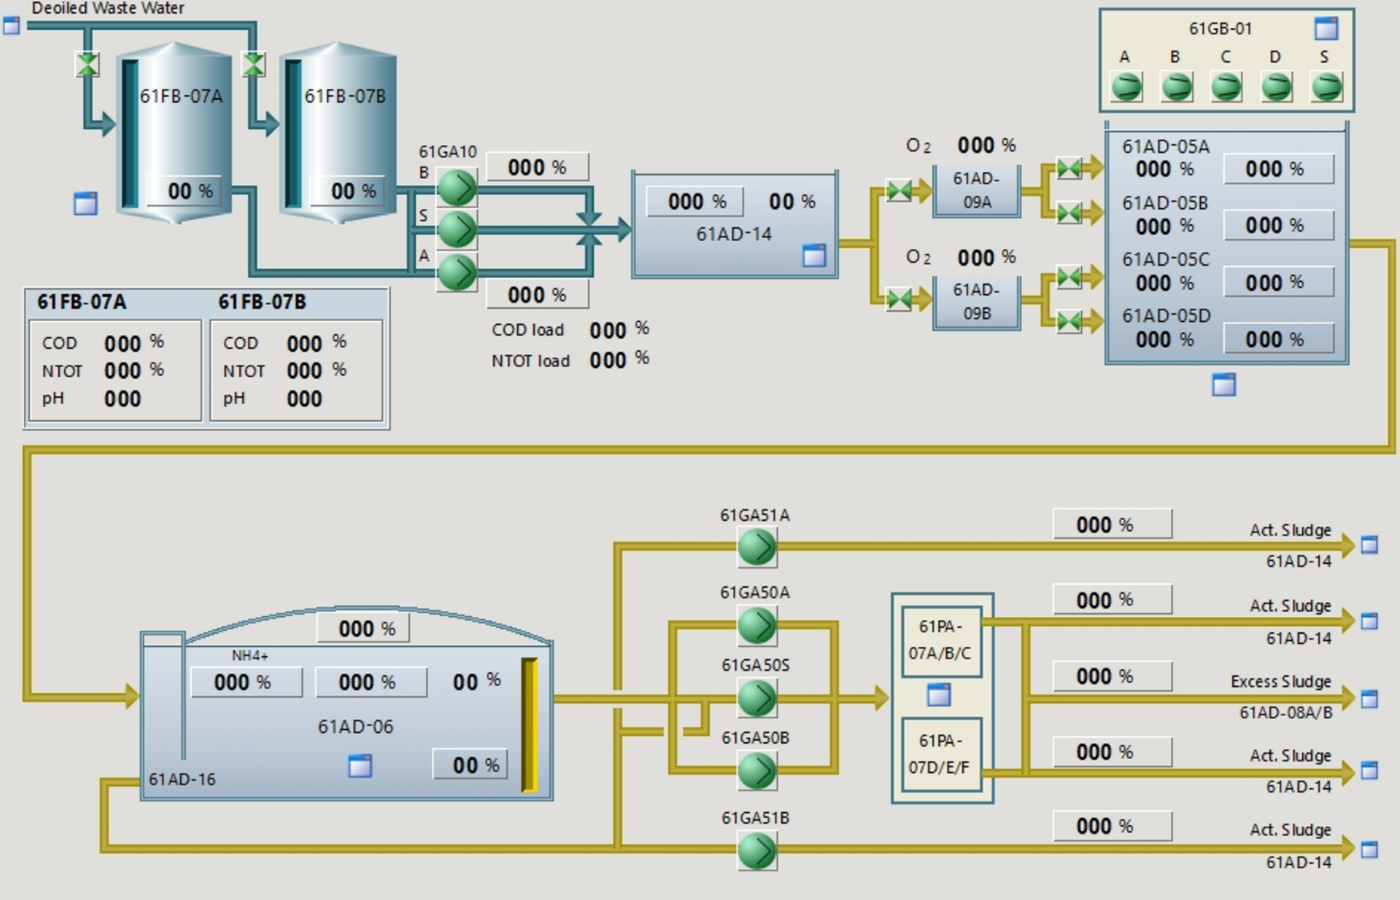 Deoiled Waste Water
61FB-07A
00 %
61FB-07B
00 %
61GA10
B
S
A
000 %
000 %
COD load 000 %
NTOT load 000 %
000 % 00 %
61AD-14
O2 000 %
61AD-
09A
O2 000 %
61AD-
09B
61GB-01
A B C D S
61AD-05A
000 % 000 %
61AD-05B
000 % 000 %
61AD-05C
000 % 000 %
61AD-05D
000 % 000 %
61FB-07A 61FB-07B
COD 000 % COD 000 %
NTOT 000 % NTOT 000 %
pH 000 pH 000
000 %
NH4+
000 % 000 % 00 %
61AD-06
00 %
61AD-16
61GA51A
61GA50A
61GA50S
61GA50B
61GA51B
61PA-
07A/B/C
61PA-
07D/E/F
000 % Act. Sludge
61AD-14
000 % Act. Sludge
61AD-14
000 % Excess Sludge
61AD-08A/B
000 % Act. Sludge
61AD-14
000 % Act. Sludge
61AD-14